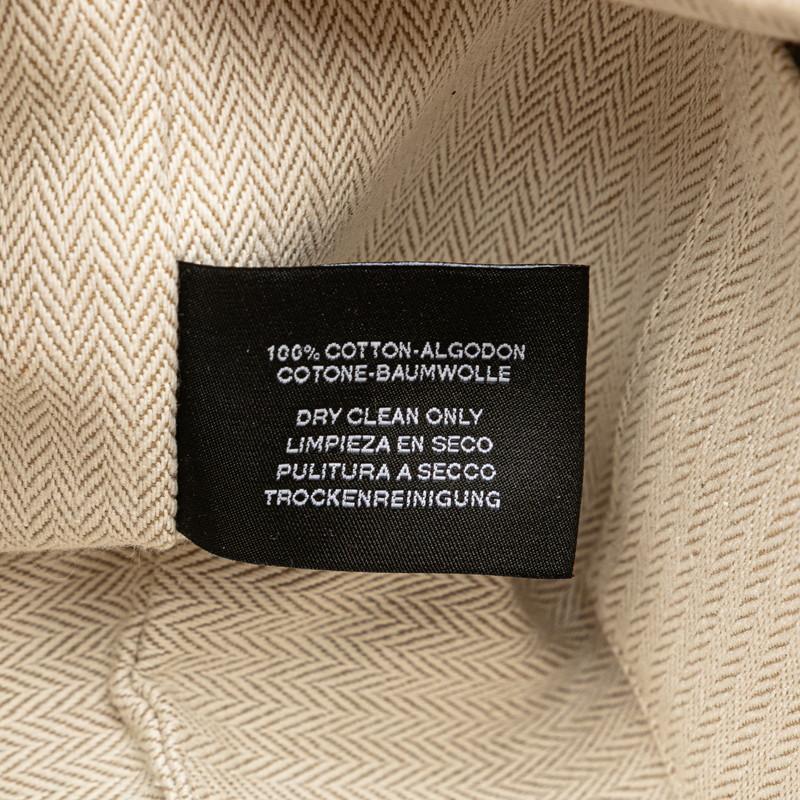 100% COTTON-ALGODON
COTONE-BAUMWOLLE
DRY CLEAN ONLY
LIMPIEZA EN SECO
PULITURA A SECCO
TROCKENREINIGUNG